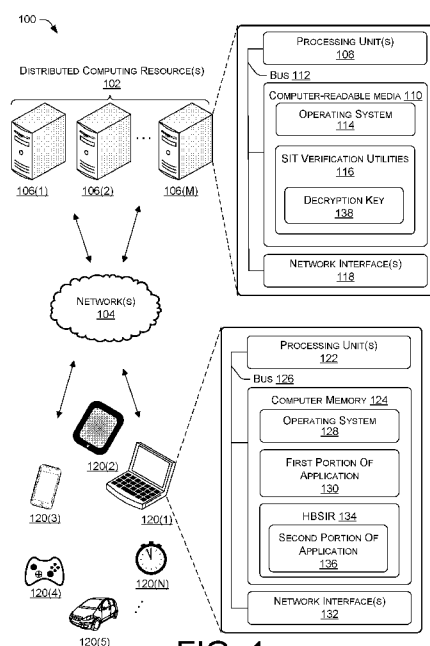 100
DISTRIBUTED COMPUTING RESOURCE(S)
102
106(1)
106(2)
...
106(M)
PROCESSING UNIT(S)
108
BUS 112
COMPUTER-READABLE MEDIA 110
OPERATING SYSTEM
114
SIT VERIFICATION UTILITIES
116
DECRYPTION KEY
138
NETWORK INTERFACE(S)
118
NETWORK(S)
104
PROCESSING UNIT(S)
122
BUS 126
COMPUTER MEMORY 124
OPERATING SYSTEM
128
FIRST PORTION OF
APPLICATION
130
HBSIR 134
SECOND PORTION OF
APPLICATION
136
NETWORK INTERFACE(S)
132
120(2)
120(3)
120(1)
120(4)
120(N)
120(5)